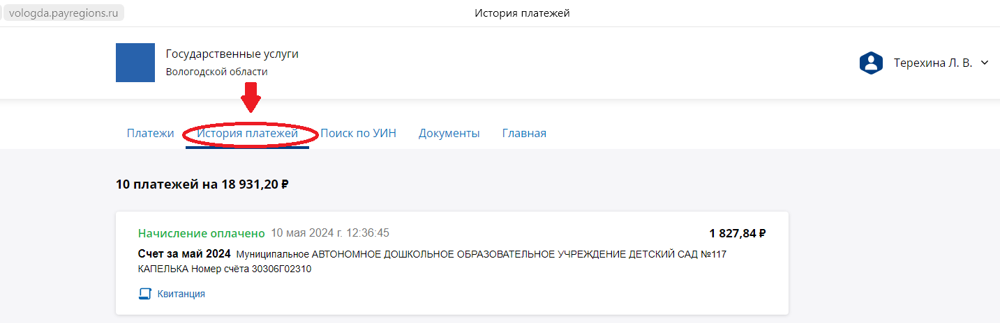 vologda.payregions.ru
История платежей
Государственные услуги
Вологодской области
Терехина Л. В.
Платежи История платежей Поиск по УИН Документы Главная
10 платежей на 18 931,20 ₽
Начисление оплачено 10 мая 2024 г. 12:36:45 1 827,84 ₽
Счет за май 2024 Муниципальное АВТОНОМНОЕ ДОШКОЛЬНОЕ ОБРАЗОВАТЕЛЬНОЕ УЧРЕЖДЕНИЕ ДЕТСКИЙ САД №117
КАПЕЛЬКА Номер счёта 30306Г02310
Квитанция